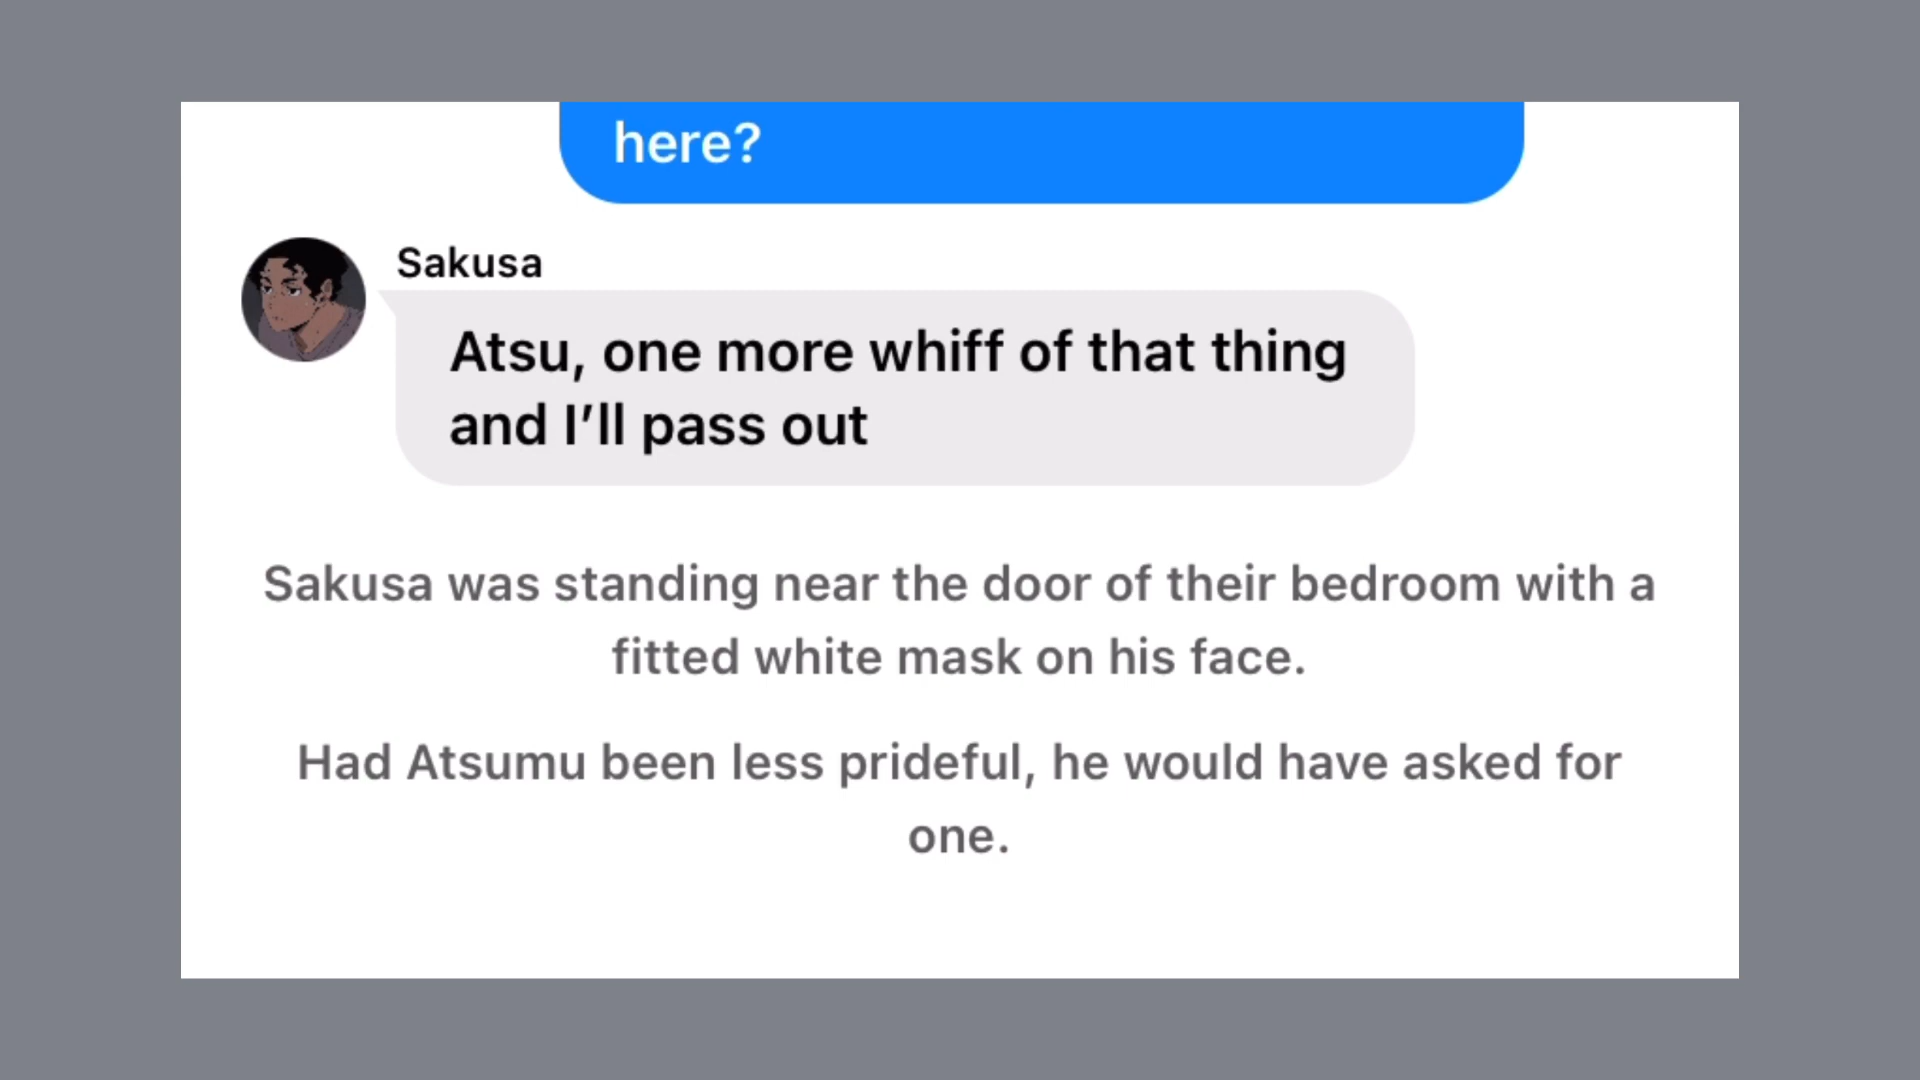 here?
Sakusa
Atsu, one more whiff of that thing
and I’ll pass out
Sakusa was standing near the door of their bedroom with a
fitted white mask on his face.
Had Atsumu been less prideful, he would have asked for
one.